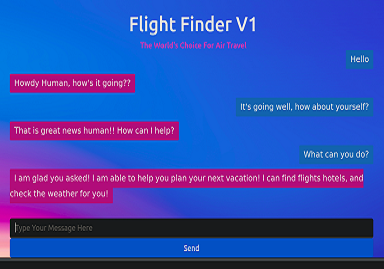 Flight Finder V1
The World's Choice For Air Travel
Hello
Howdy Human, how's it going??
It's going well, how about yourself?
That is great news human!! How can I help?
What can you do?
I am glad you asked! I am able to help you plan your next vacation! I can find flights hotels, and
check the weather for you!
Type Your Message Here
Send